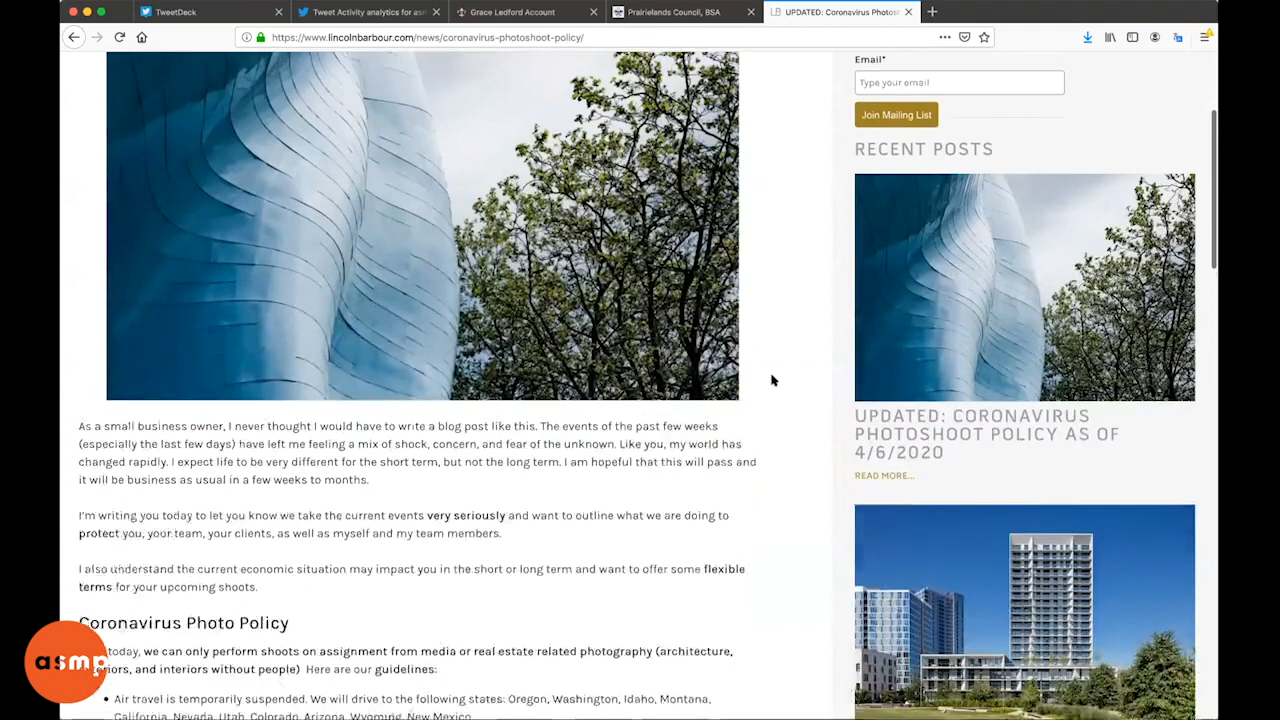 TweetDeck
Tweet Activity analytics for asm
Grace Ledford Account
Prairielands Council, BSA
UPDATED: Coronavirus Photosh
https://www.lincolnbarbour.com/news/coronavirus-photoshoot-policy/
Email*
Type your email
Join Mailing List
RECENT POSTS
UPDATED: CORONAVIRUS
PHOTOSHOOT POLICY AS OF
4/6/2020
READ MORE...
As a small business owner, I never thought I would have to write a blog post like this. The events of the past few weeks
(especially the last few days) have left me feeling a mix of shock, concern, and fear of the unknown. Like you, my world has
changed rapidly. I expect life to be very different for the short term, but not the long term. I am hopeful that this will pass and
it will be business as usual in a few weeks to months.
I'm writing you today to let you know we take the current events very seriously and want to outline what we are doing to
protect you, your team, your clients, as well as myself and my team members.
I also understand the current economic situation may impact you in the short or long term and want to offer some flexible
terms for your upcoming shoots.
Coronavirus Photo Policy
today, we can only perform shoots on assignment from media or real estate related photography (architecture,
and interiors without people) Here are our guidelines:
• Air travel is temporarily suspended. We will drive to the following states: Oregon, Washington, Idaho, Montana,
California, Nevada, Utah, Colorado, Arizona, Wyoming, New Mexico
asmp